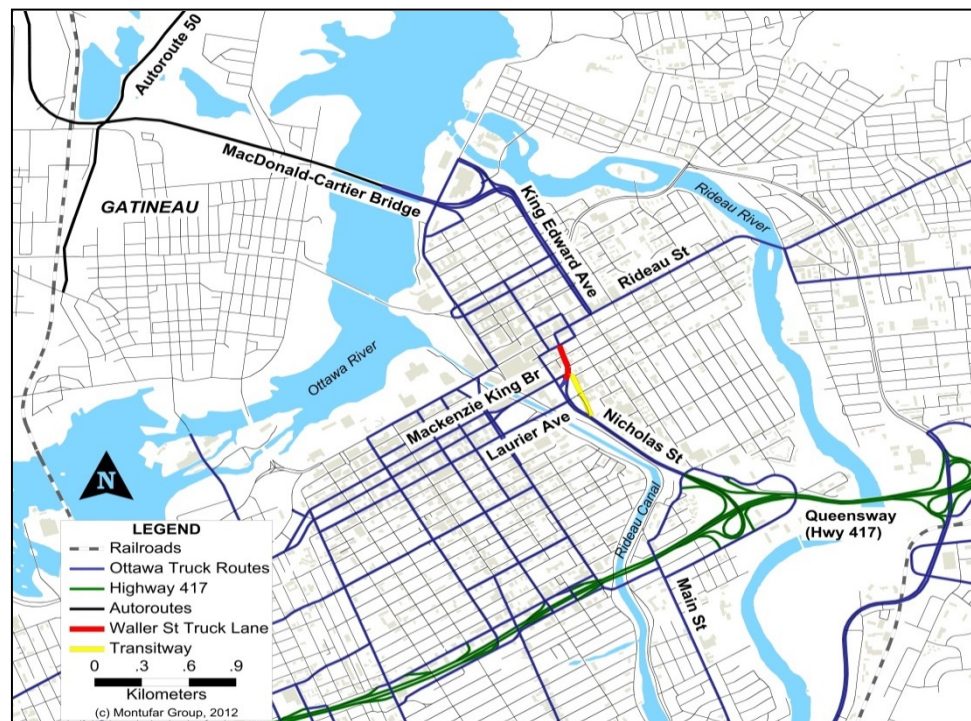 Autoroute 50
MacDonald-Cartier Bridge
GATINEAU
King Edward Ave
Rideau River
Rideau St
Ottawa River
Mackenzie King Br
Laurier Ave
Nicholas St
Rideau Canal
Queensway
(Hwy 417)
Main St
N
LEGEND
Railroads
Ottawa Truck Routes
Highway 417
Autoroutes
Waller St Truck Lane
Transitway
0 .3 .6 .9
Kilometers
(c) Montufar Group, 2012